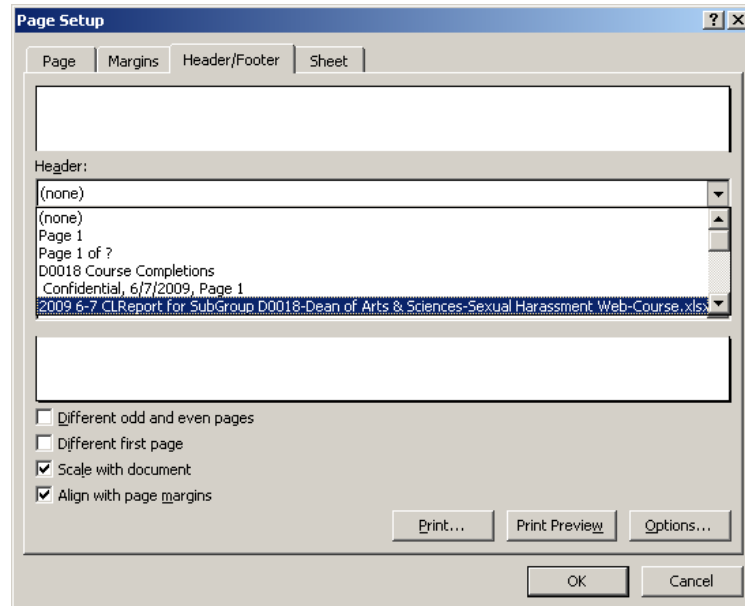 Page Setup
Page Margins Header/Footer Sheet
Header:
(none)
(none)
Page 1
Page 1 of ?
D0018 Course Completions
Confidential, 6/7/2009, Page 1
2009 6-7 CLReport for SubGroup D0018-Dean of Arts & Sciences-Sexual Harassment Web-Course.xlsx
Different odd and even pages
Different first page
Scale with document
Align with page margins
Print... Print Preview Options...
OK Cancel